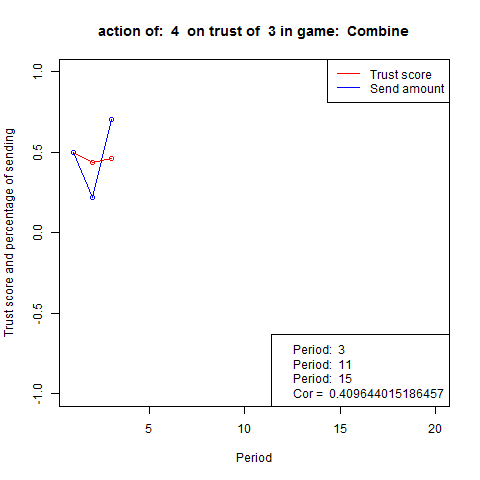 action of:  4  on trust of  3 in game:  Combine
Trust score
Send amount
Trust score and percentage of sending
1.0
0.5
0.0
-0.5
-1.0
Period:  3
Period:  11
Period:  15
Cor =  0.409644015186457
5 10 15 20
Period